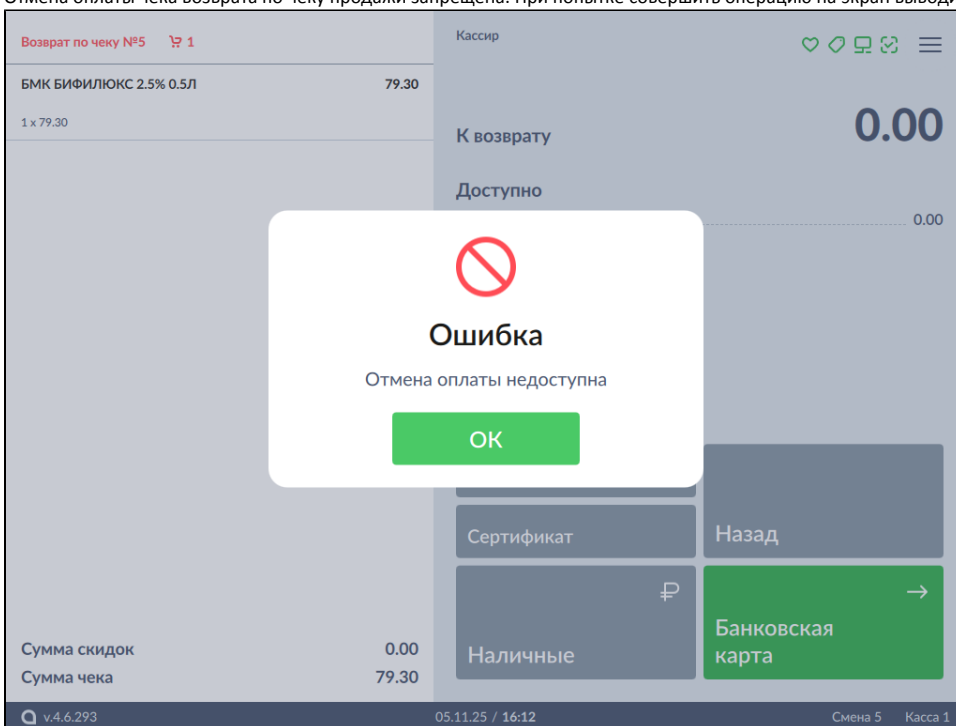 Отмена оплаты чека возврата по чеку продажи запрещена. При попытке совершить операцию на экран
Возврат по чеку №5 1
Кассир
БМК БИФИЛЮКС 2.5% 0.5Л 79.30
1 x 79.30
К возврату 0.00
Доступно
0.00
Ошибка
Отмена оплаты недоступна
ОК
Сертификат
Назад
₽
Наличные
Банковская
карта
Сумма скидок 0.00
Сумма чека 79.30
v.4.6.293 05.11.25 / 16:12 Смена 5 Касса 1